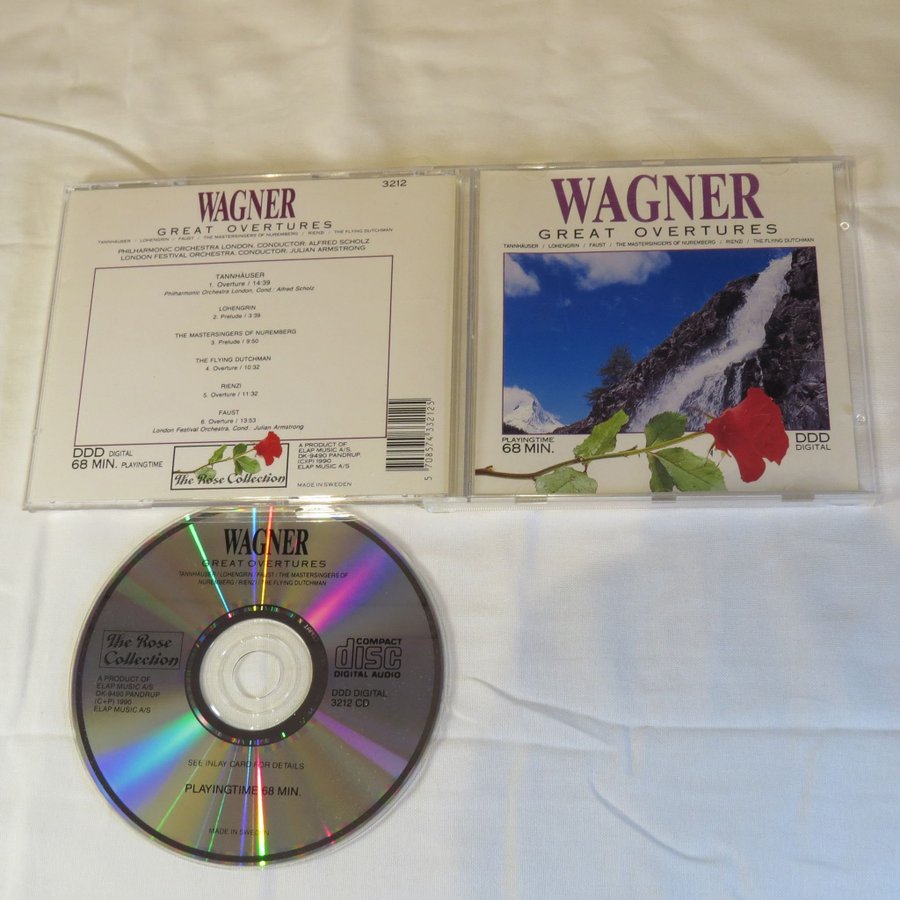 3212
WAGNER
GREAT OVERTURES
TANNHÄUSER / LOHENGRIN / FAUST / THE MASTERSINGERS OF NUREMBERG / RIENZI / THE FLYING DUTCHMAN
PHILHARMONIC ORCHESTRA LONDON, CONDUCTOR: ALFRED SCHOLZ
LONDON FESTIVAL ORCHESTRA, CONDUCTOR: JULIAN ARMSTRONG
TANNHÄUSER
1. Overture / 14:39
Philharmonic Orchestra London, Cond.: Alfred Scholz
LOHENGRIN
2. Prelude / 3:39
THE MASTERSINGERS OF NUREMBERG
3. Prelude / 9:50
THE FLYING DUTCHMAN
4. Overture / 10:32
RIENZI
5. Overture / 11:32
FAUST
6. Overture / 13:53
London Festival Orchestra, Cond.: Julian Armstrong
DDD DIGITAL
68 MIN. PLAYINGTIME
The Rose Collection
A PRODUCT OF
ELAP MUSIC A/S,
DK-9490 PANDRUP,
(C)(P) 1990
ELAP MUSIC A/S
MADE IN SWEDEN
5 708574 332123
WAGNER
GREAT OVERTURES
TANNHÄUSER / LOHENGRIN / FAUST / THE MASTERSINGERS OF NUREMBERG / RIENZI / THE FLYING DUTCHMAN
PLAYINGTIME
68 MIN.
DDD
DIGITAL
WAGNER
GREAT OVERTURES
TANNHÄUSER/LOHENGRIN/FAUST/THE MASTERSINGERS OF
NUREMBERG/RIENZI/THE FLYING DUTCHMAN
The Rose
Collection
A PRODUCT OF
ELAP MUSIC A/S
DK-9490 PANDRUP
(C+P) 1990
ELAP MUSIC A/S
COMPACT
disc
DIGITAL AUDIO
DDD DIGITAL
3212 CD
SEE INLAY CARD FOR DETAILS
PLAYINGTIME 68 MIN.
MADE IN SWEDEN